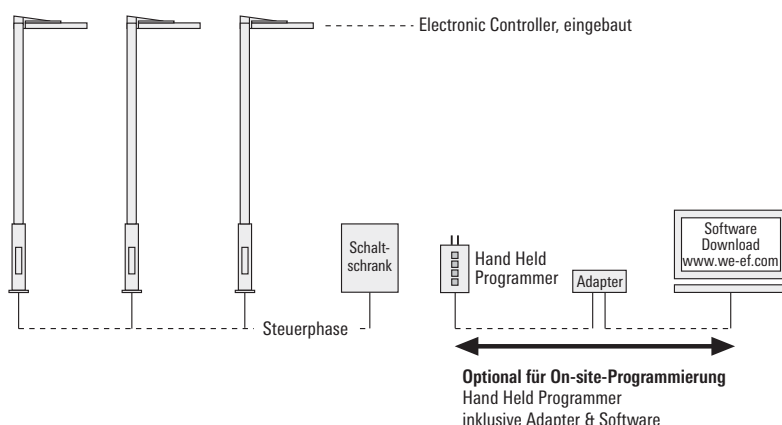 Electronic Controller, eingebaut
Schalt-
schrank
Steuerphase
Hand Held
Programmer
Adapter
Software
Download
www.we-ef.com
Optional für On-site-Programmierung
Hand Held Programmer
inklusive Adapter & Software